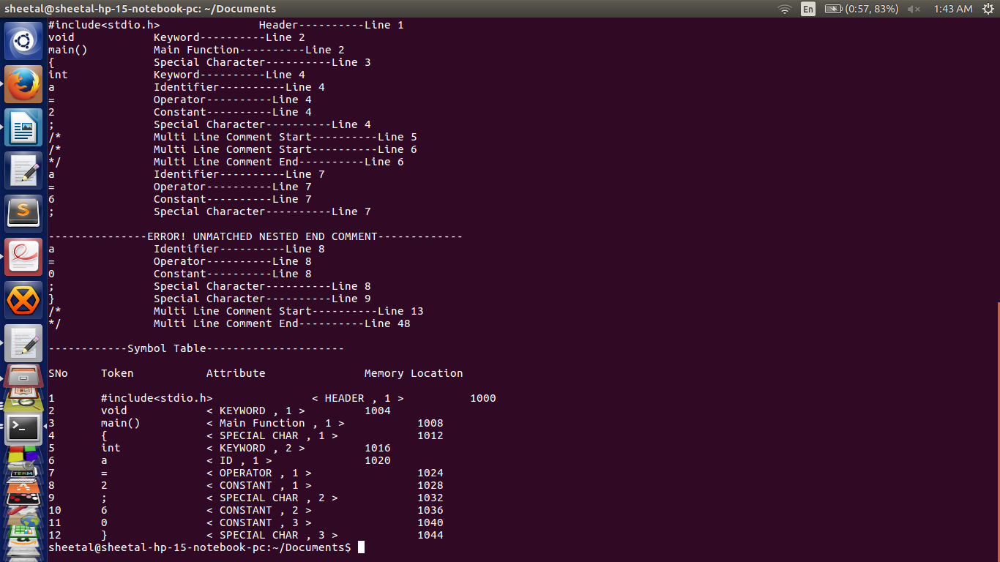 sheetal@sheetal-hp-15-notebook-pc: ~/Documents En (0:57, 83%) 1:43 AM
#include<stdio.h> Header----------Line 1
void Keyword----------Line 2
main() Main Function----------Line 2
{ Special Character----------Line 3
int Keyword----------Line 4
a Identifier----------Line 4
= Operator----------Line 4
2 Constant----------Line 4
; Special Character----------Line 4
/* Multi Line Comment Start----------Line 5
/* Multi Line Comment Start----------Line 6
*/ Multi Line Comment End----------Line 6
a Identifier----------Line 7
= Operator----------Line 7
6 Constant----------Line 7
; Special Character----------Line 7
---------------ERROR! UNMATCHED NESTED END COMMENT-------------
a Identifier----------Line 8
= Operator----------Line 8
0 Constant----------Line 8
; Special Character----------Line 8
} Special Character----------Line 9
/* Multi Line Comment Start----------Line 13
*/ Multi Line Comment End----------Line 48
------------Symbol Table---------------------
SNo Token Attribute Memory Location
1 #include<stdio.h> < HEADER , 1 > 1000
2 void < KEYWORD , 1 > 1004
3 main() < Main Function , 1 > 1008
4 { < SPECIAL CHAR , 1 > 1012
5 int < KEYWORD , 2 > 1016
6 a < ID , 1 > 1020
7 = < OPERATOR , 1 > 1024
8 2 < CONSTANT , 1 > 1028
9 ; < SPECIAL CHAR , 2 > 1032
10 6 < CONSTANT , 2 > 1036
11 0 < CONSTANT , 3 > 1040
12 } < SPECIAL CHAR , 3 > 1044
sheetal@sheetal-hp-15-notebook-pc:~/Documents$